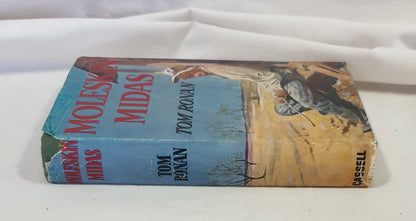 MOLESKIN
MIDAS
TOM RONAN
MOLESKIN
MIDAS
TOM
RONAN
CASSELL